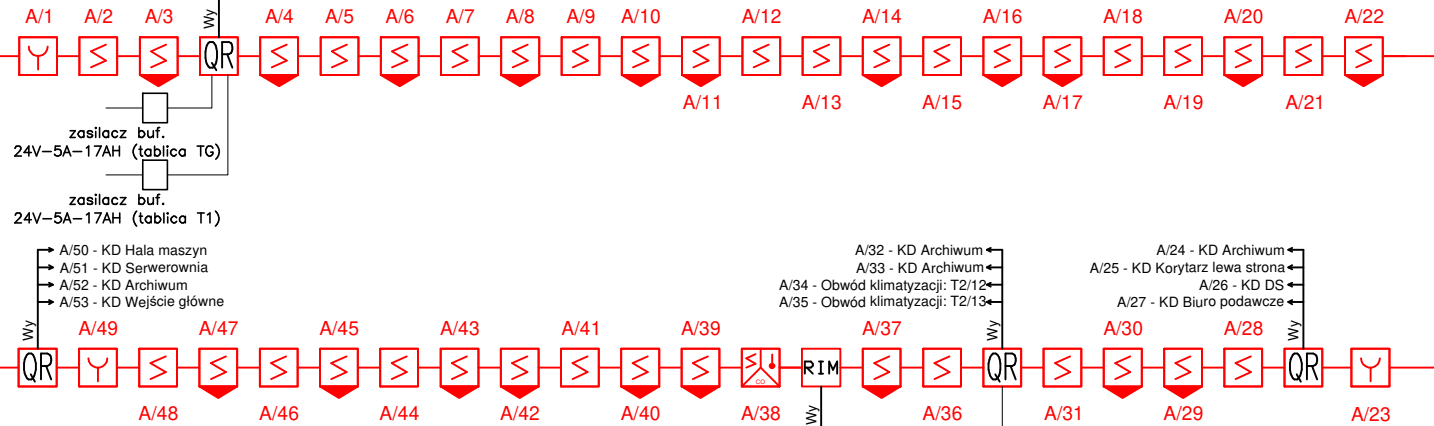 A/1 A/2 A/3 Wy A/4 A/5 A/6 A/7 A/8 A/9 A/10 A/12 A/14 A/16 A/18 A/20 A/22
QR
A/11 A/13 A/15 A/17 A/19 A/21
zasilacz buf.
24V-5A-17AH (tablica TG)
zasilacz buf.
24V-5A-17AH (tablica T1)
A/50 - KD Hala maszyn
A/51 - KD Serwerownia
A/52 - KD Archiwum
A/53 - KD Wejście główne
A/32 - KD Archiwum
A/33 - KD Archiwum
A/34 - Obwód klimatyzacji: T2/12
A/35 - Obwód klimatyzacji: T2/13
A/24 - KD Archiwum
A/25 - KD Korytarz lewa strona
A/26 - KD DS
A/27 - KD Biuro podawcze
Wy A/49 A/47 A/45 A/43 A/41 A/39 A/37 Wy A/30 A/28 Wy
QR RIM QR QR
CO
A/48 A/46 A/44 A/42 A/40 A/38 Wy A/36 A/31 A/29 A/23